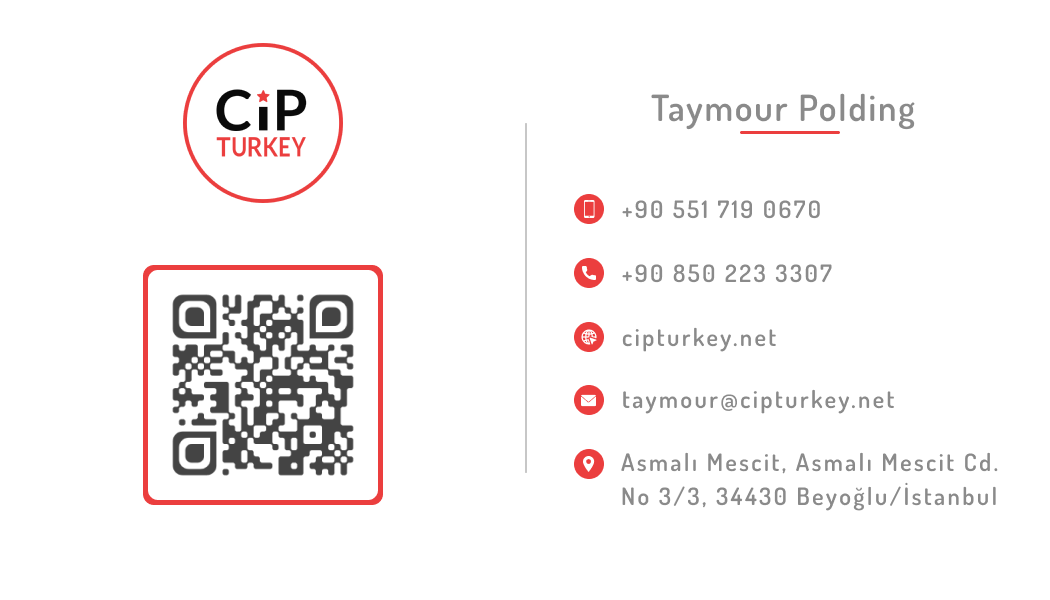 CiP
TURKEY
Taymour Polding
+90 551 719 0670
+90 850 223 3307
cipturkey.net
taymour@cipturkey.net
Asmalı Mescit, Asmalı Mescit Cd.
No 3/3, 34430 Beyoğlu/İstanbul